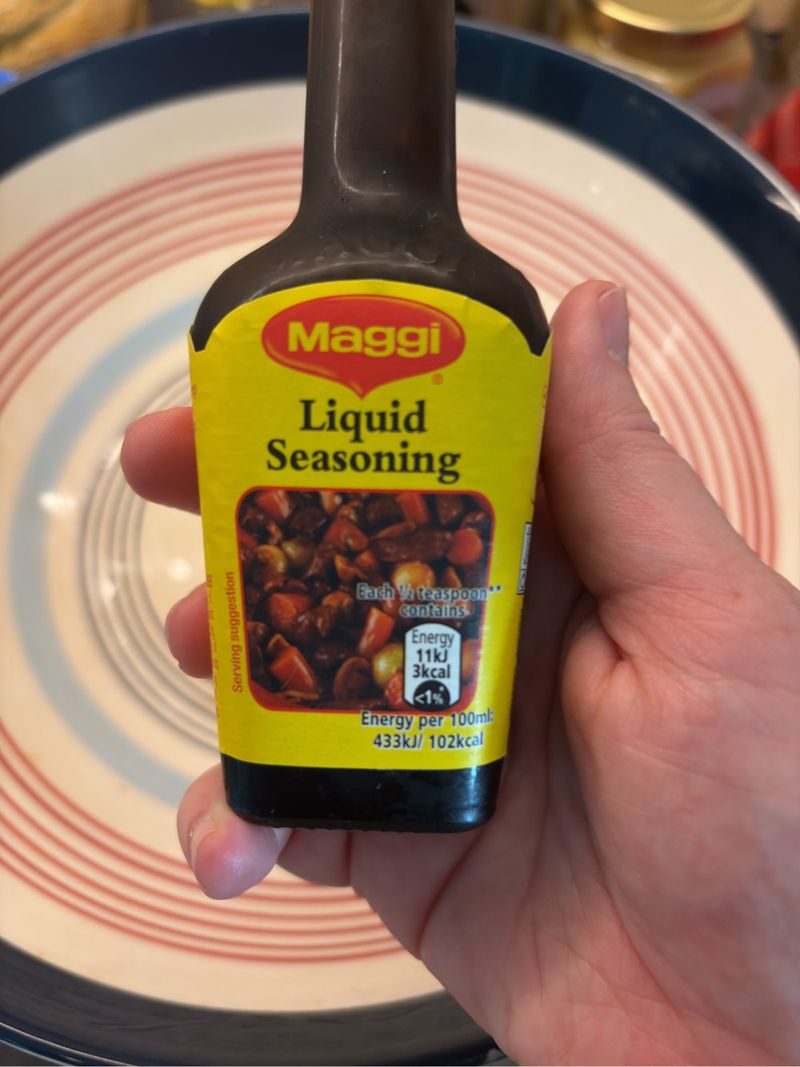 Maggi
®
Liquid
Seasoning
Each ½ teaspoon**
contains
Energy
11kJ
3kcal
<1%*
Energy per 100ml:
433kJ/ 102kcal
Serving suggestion